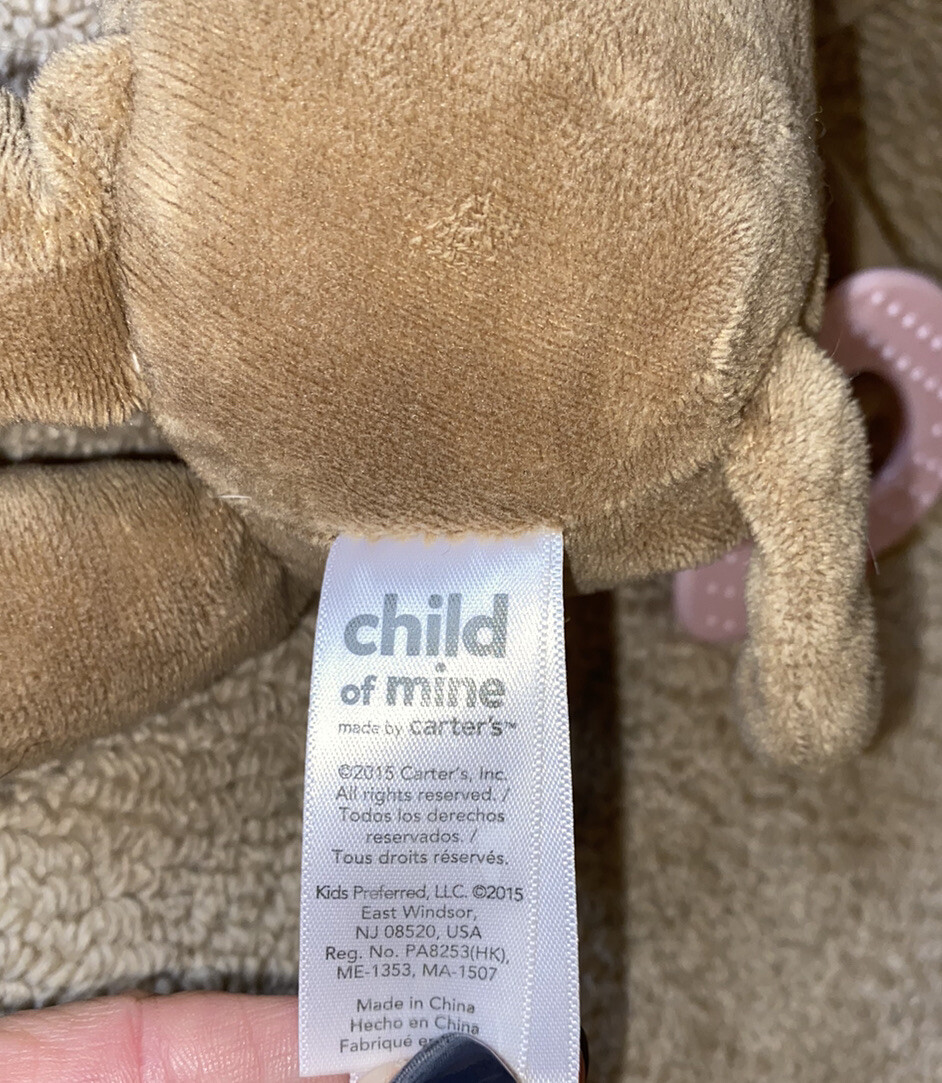 child
of mine
made by carter's™
©2015 Carter's, Inc.
All rights reserved. /
Todos los derechos
reservados. /
Tous droits réservés.
Kids Preferred, LLC. ©2015
East Windsor,
NJ 08520, USA
Reg. No. PA8253(HK),
ME-1353, MA-1507
Made in China
Hecho en China
Fabriqué